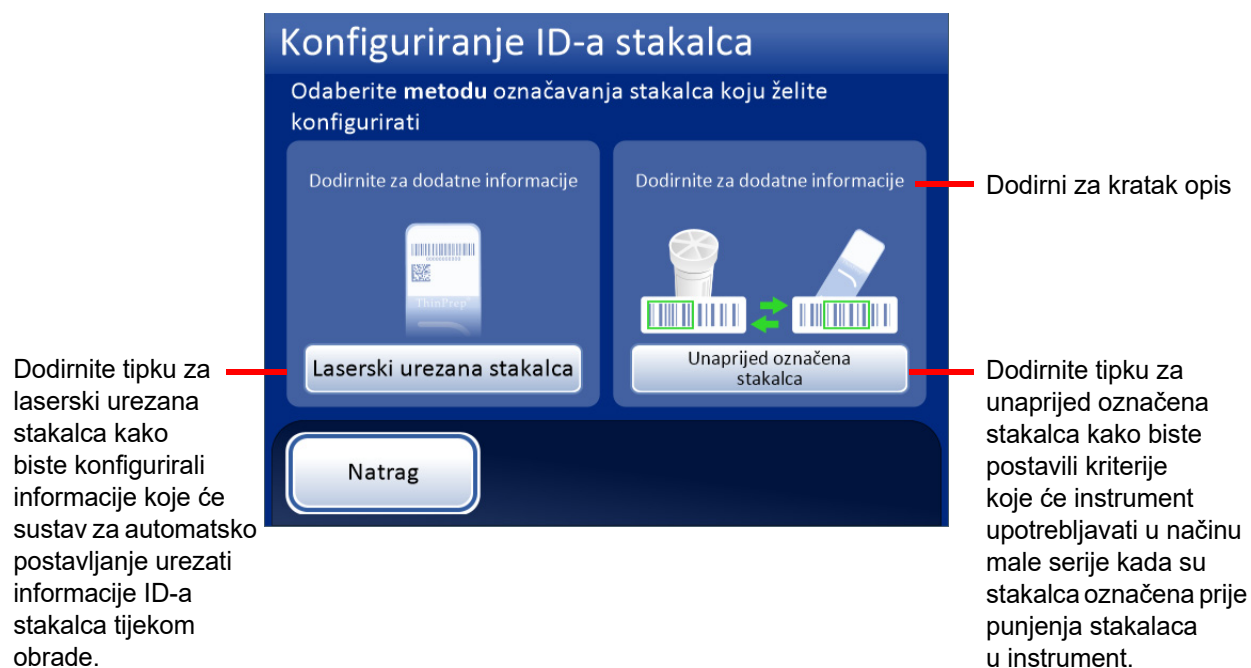 Konfiguriranje ID-a stakalca
Odaberite metodu označavanja stakalca koju želite
konfigurirati
Dodirnite za dodatne informacije
ThinPrep
Laserski urezana stakalca
Dodirnite za dodatne informacije
Unaprijed označena
stakalca
Natrag
Dodirni za kratak opis
Dodirnite tipku za
laserski urezana
stakalca kako
biste konfigurirali
informacije koje će
sustav za automatsko
postavljanje urezati
informacije ID-a
stakalca tijekom
obrade.
Dodirnite tipku za
unaprijed označena
stakalca kako biste
postavili kriterije
koje će instrument
upotrebljavati u načinu
male serije kada su
stakalca označena prije
punjenja stakalaca
u instrument.